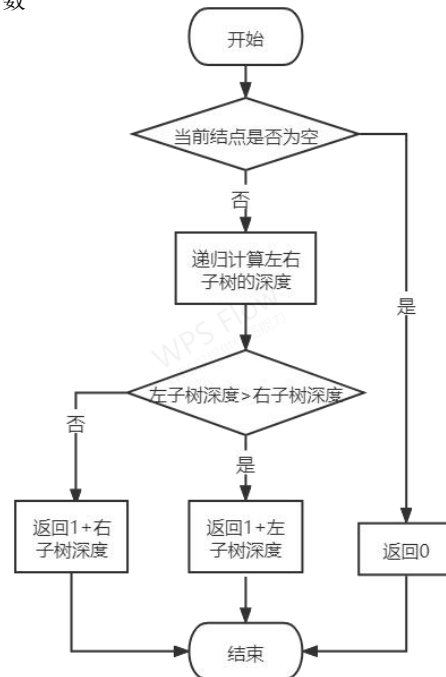 数
开始
当前结点是否为空
否
递归计算左右
子树的深度
是
WPS Flow
左子树深度>右子树深度
否
是
返回1+右
子树深度
返回1+左
子树深度
返回0
结束